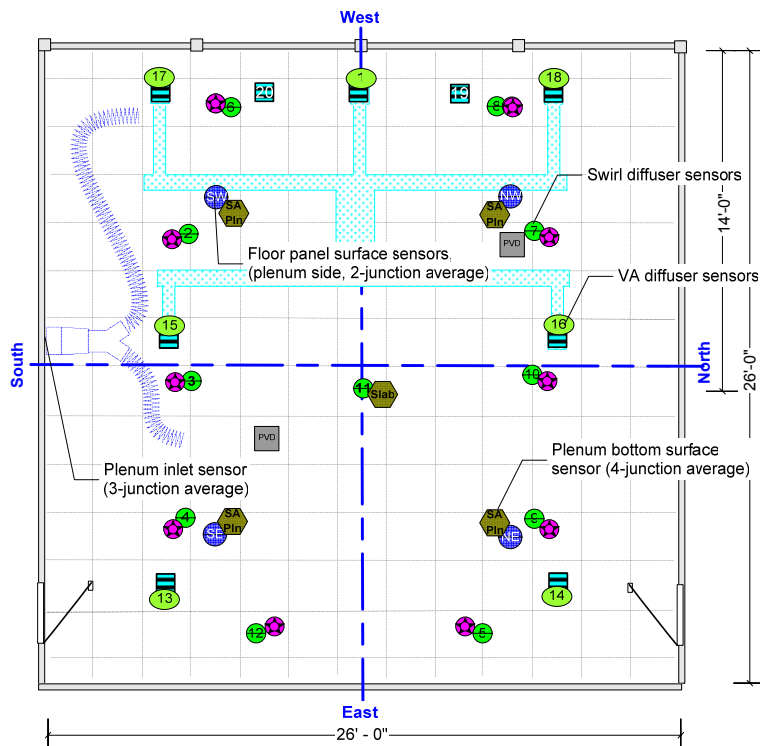 West
17
1
18
20
19
6
8
SW
NW
SA
Pln
SA
Pln
Swirl diffuser sensors
2
7
PVD
14'-0"
Floor panel surface sensors,
(plenum side, 2-junction average)
VA diffuser sensors
15
16
South
North
3
10
11
Slab
26'-0"
PVD
Plenum inlet sensor
(3-junction average)
Plenum bottom surface
sensor (4-junction average)
4
SA
Pln
SE
SA
Pln
NE
9
13
14
12
5
East
26' - 0"